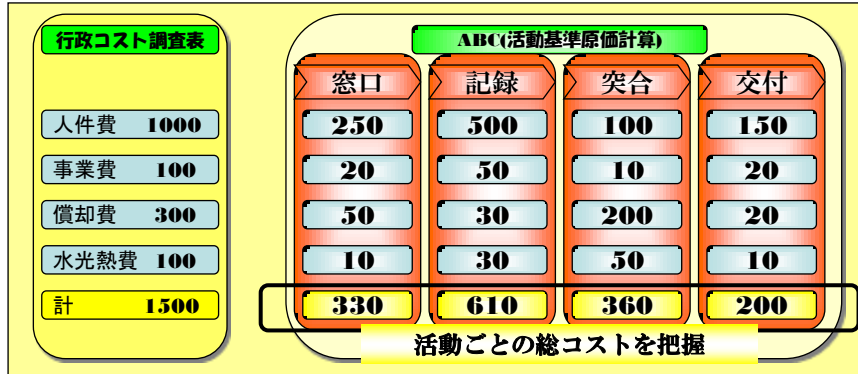 行政コスト調査表
ABC(活動基準原価計算)
窓口 記録 突合 交付
人件費 1000 250 500 100 150
事業費 100 20 50 10 20
償却費 300 50 30 200 20
水光熱費 100 10 30 50 10
計 1500 330 610 360 200
活動ごとの総コストを把握